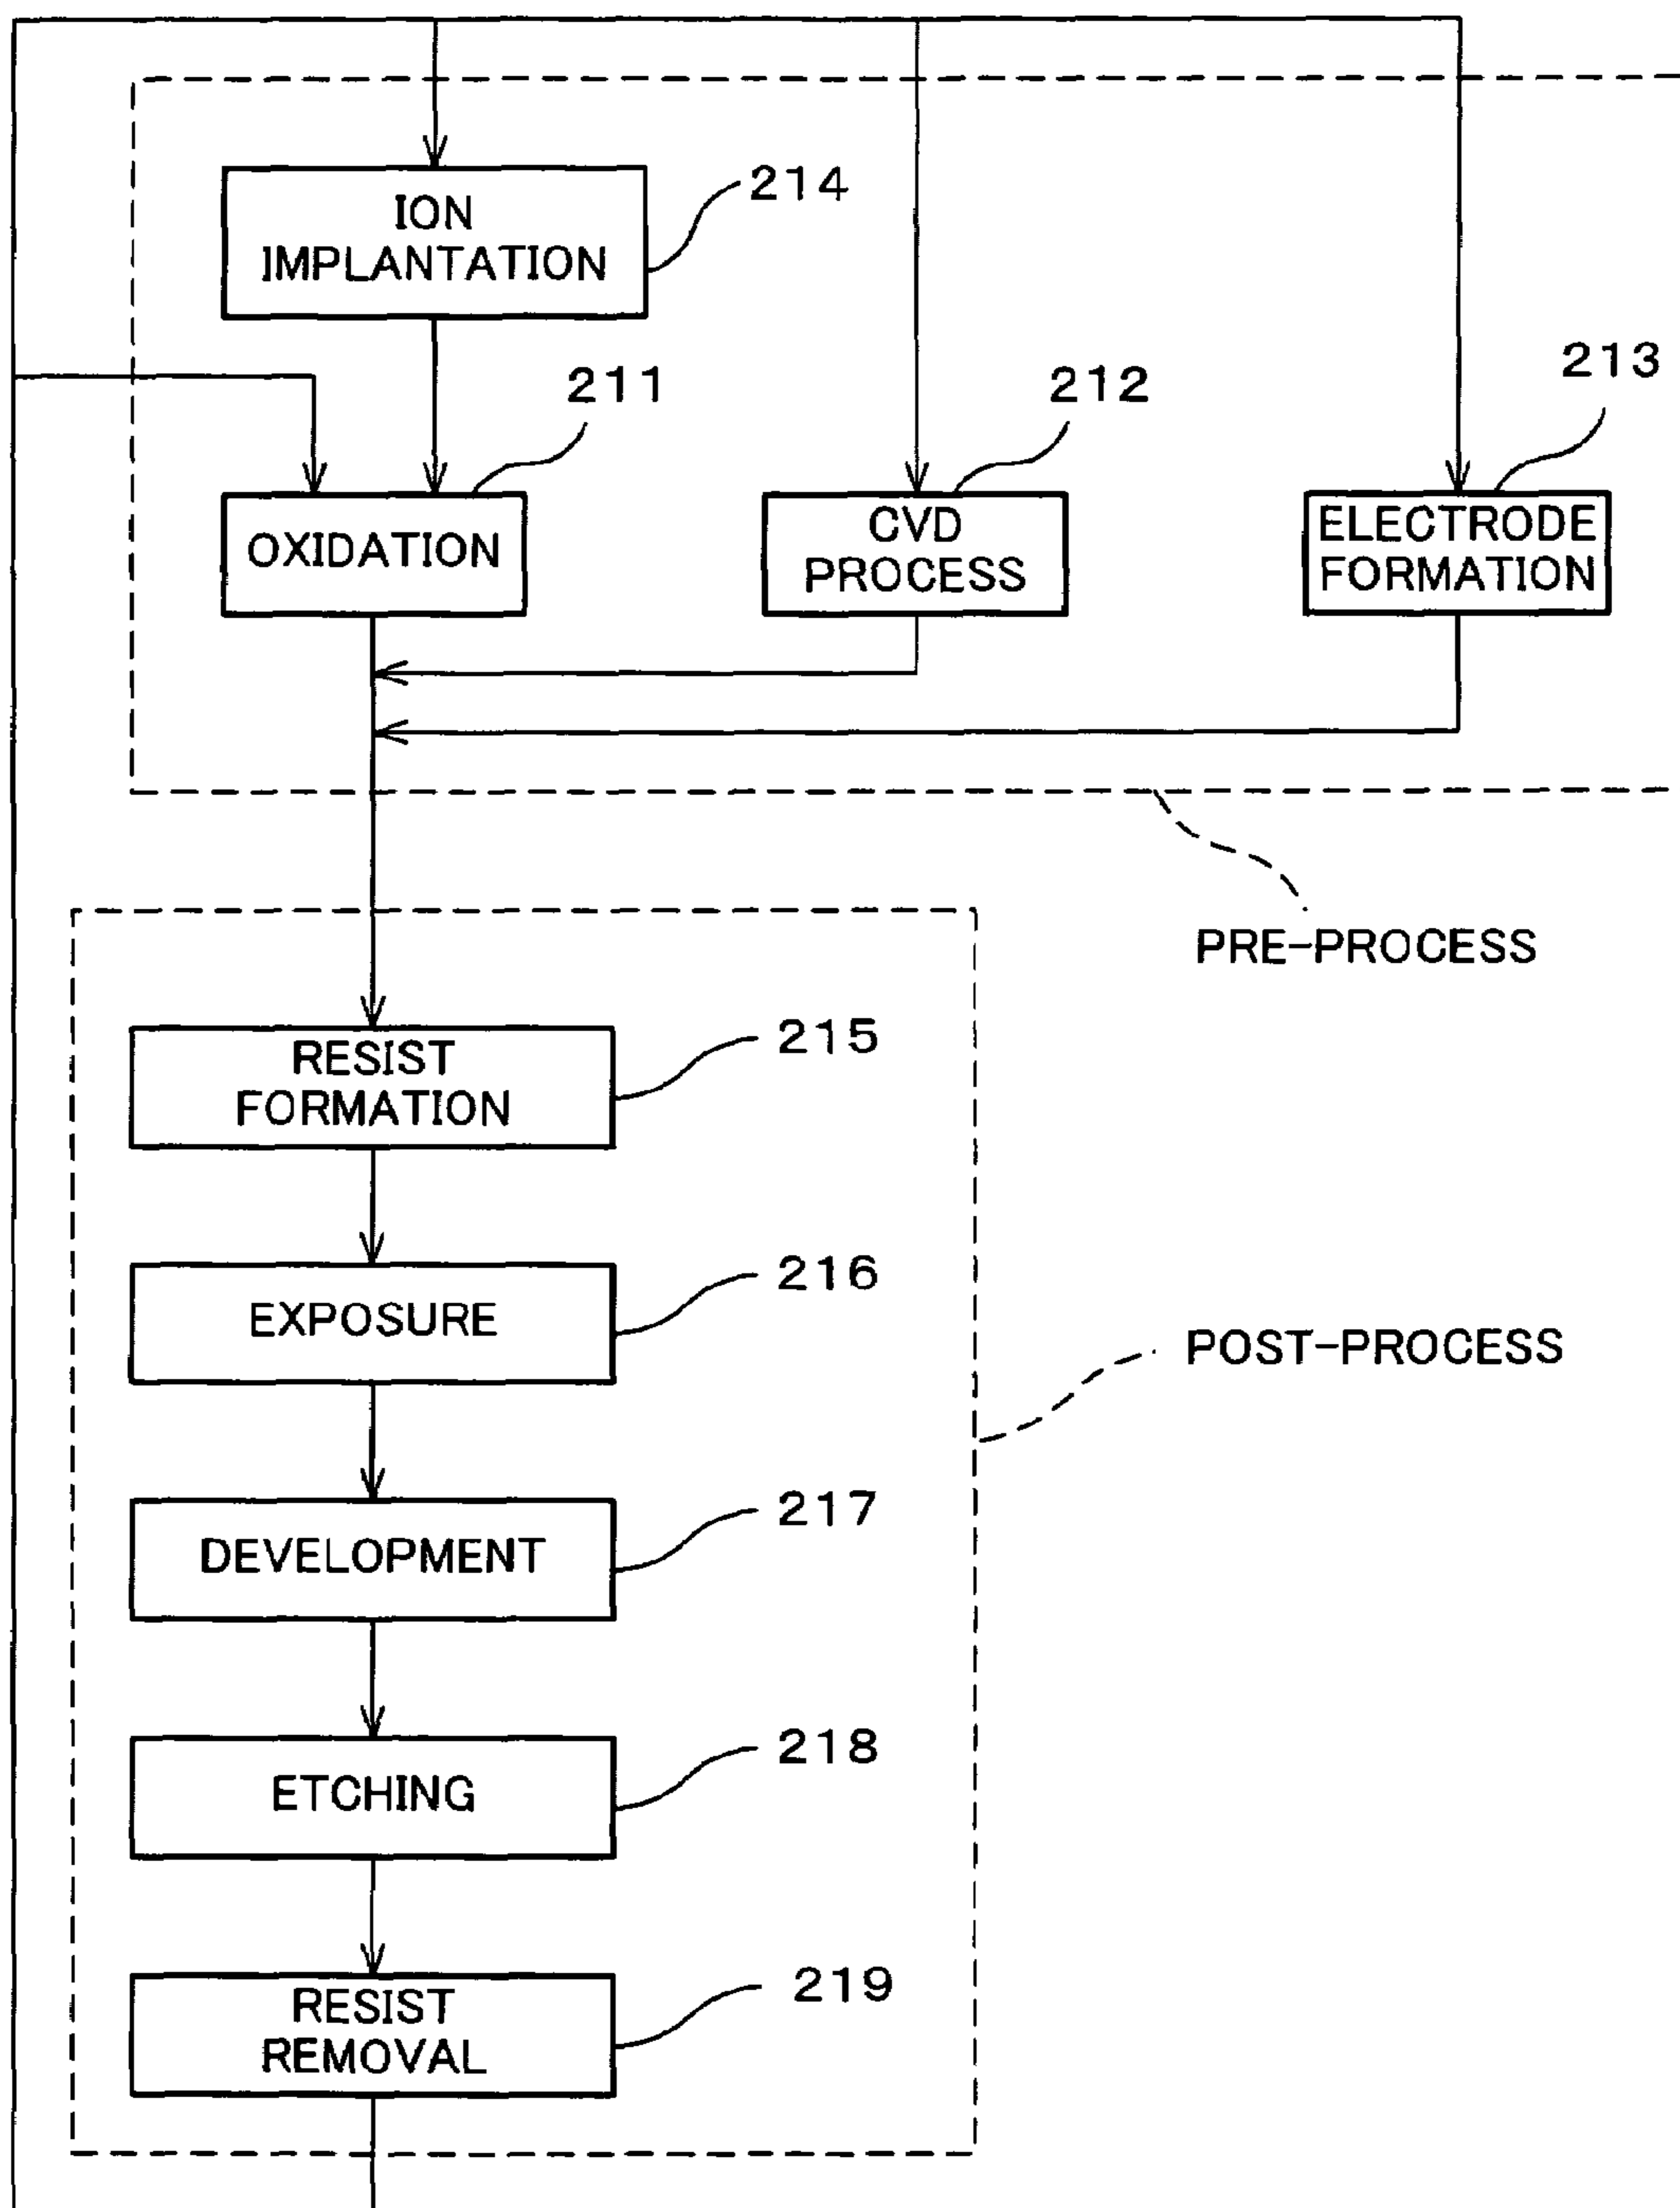 214
ION
IMPLANTATION
211
212
213
OXIDATION
CVD
PROCESS
ELECTRODE
FORMATION
PRE-PROCESS
215
RESIST
FORMATION
216
EXPOSURE
POST-PROCESS
217
DEVELOPMENT
218
ETCHING
219
RESIST
REMOVAL